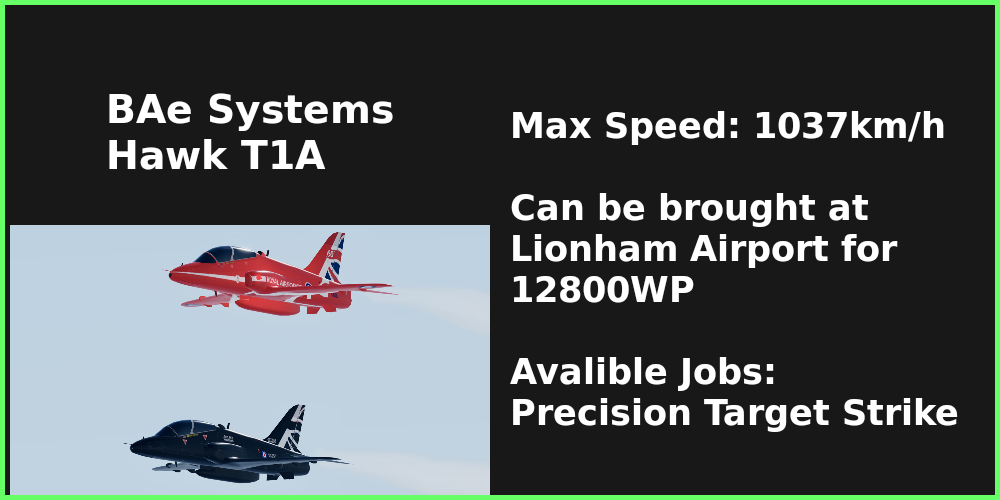 BAe Systems
Hawk T1A
Max Speed: 1037km/h
Can be brought at
Lionham Airport for
12800WP
Avalible Jobs:
Precision Target Strike